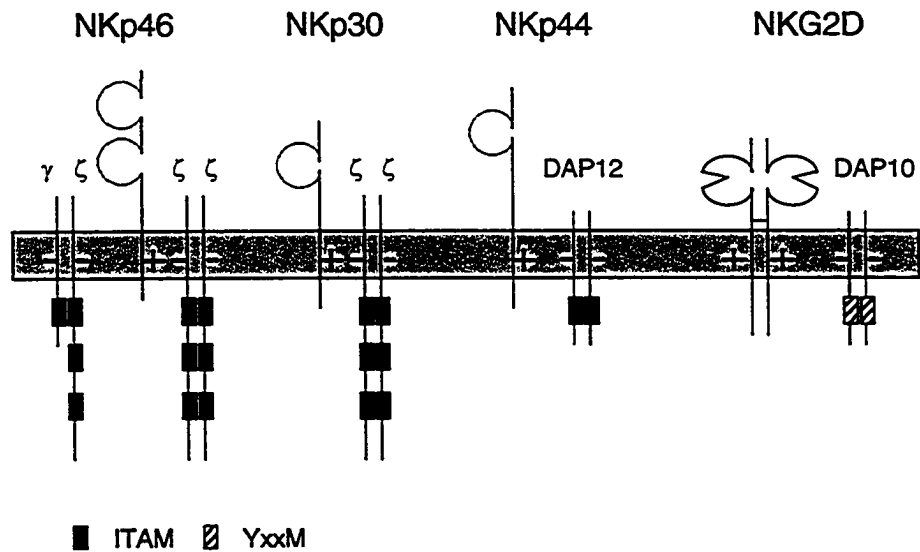 NKp46 NKp30 NKp44 NKG2D
γ ζ ζ ζ ζ ζ DAP12 DAP10
ITAM YxxM